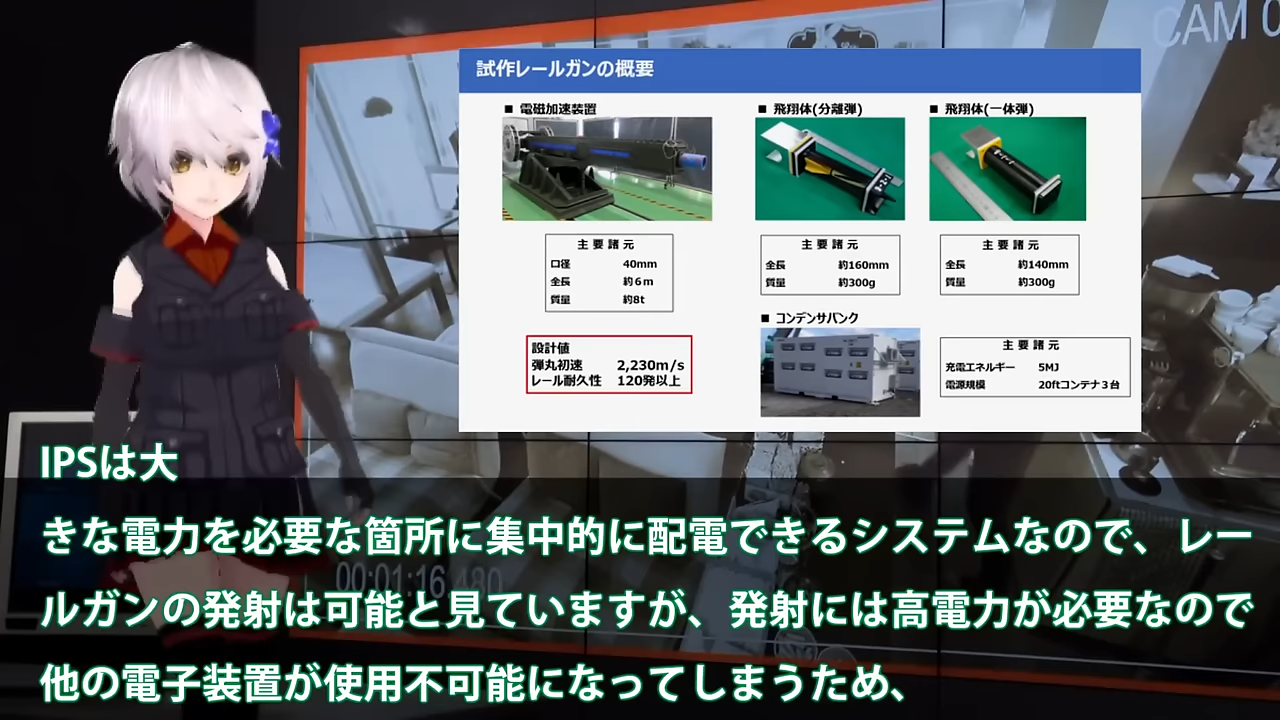 CAM 0
試作レールガンの概要
■ 電磁加速装置
■ 飛翔体(分離弾)
■ 飛翔体(一体弾)
主要諸元
口径 40mm
全長 約6m
質量 約8t
主要諸元
全長 約160mm
質量 約300g
主要諸元
全長 約140mm
質量 約300g
設計値
弾丸初速 2,230m/s
レール耐久性 120発以上
■ コンデンサバンク
主要諸元
充電エネルギー 5MJ
電源規模 20ftコンテナ3台
00:01:16.480
IPSは大
きな電力を必要な箇所に集中的に配電できるシステムなので、レー
ルガンの発射は可能と見ていますが、発射には高電力が必要なので
他の電子装置が使用不可能になってしまうため、